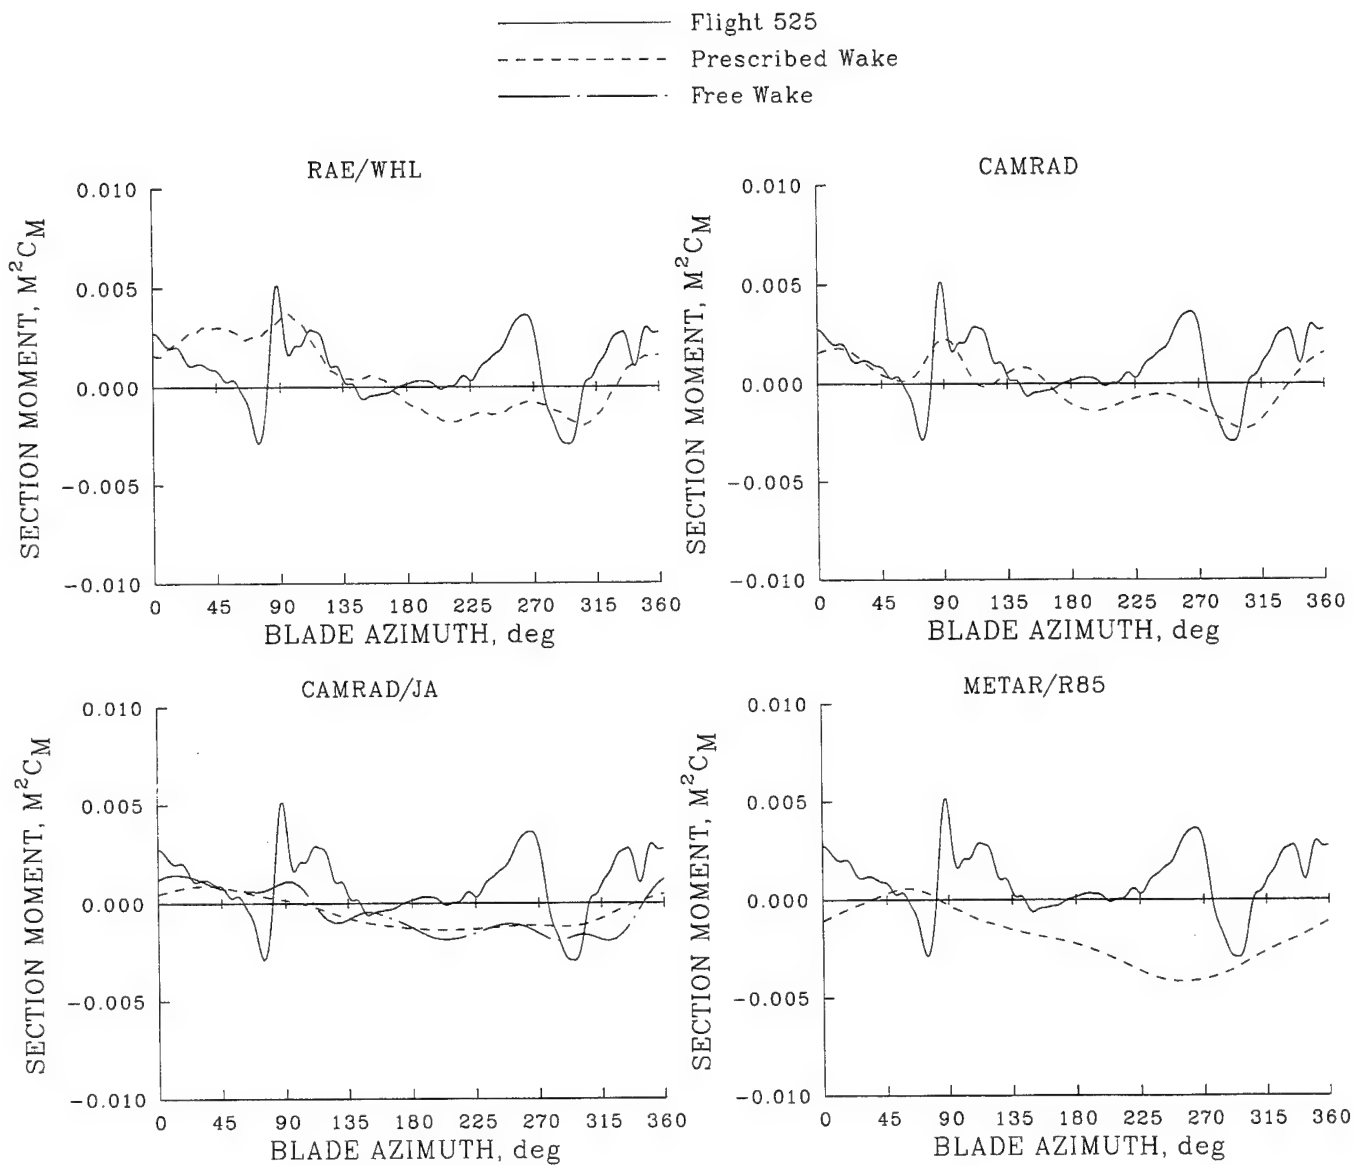 Flight 525
Prescribed Wake
Free Wake
RAE/WHL
0.010
0.005
0.000
-0.005
-0.010
SECTION MOMENT, M²C_M
0 45 90 135 180 225 270 315 360
BLADE AZIMUTH, deg
CAMRAD
0.010
0.005
0.000
-0.005
-0.010
SECTION MOMENT, M²C_M
0 45 90 135 180 225 270 315 360
BLADE AZIMUTH, deg
CAMRAD/JA
0.010
0.005
0.000
-0.005
-0.010
SECTION MOMENT, M²C_M
0 45 90 135 180 225 270 315 360
BLADE AZIMUTH, deg
METAR/R85
0.010
0.005
0.000
-0.005
-0.010
SECTION MOMENT, M²C_M
0 45 90 135 180 225 270 315 360
BLADE AZIMUTH, deg